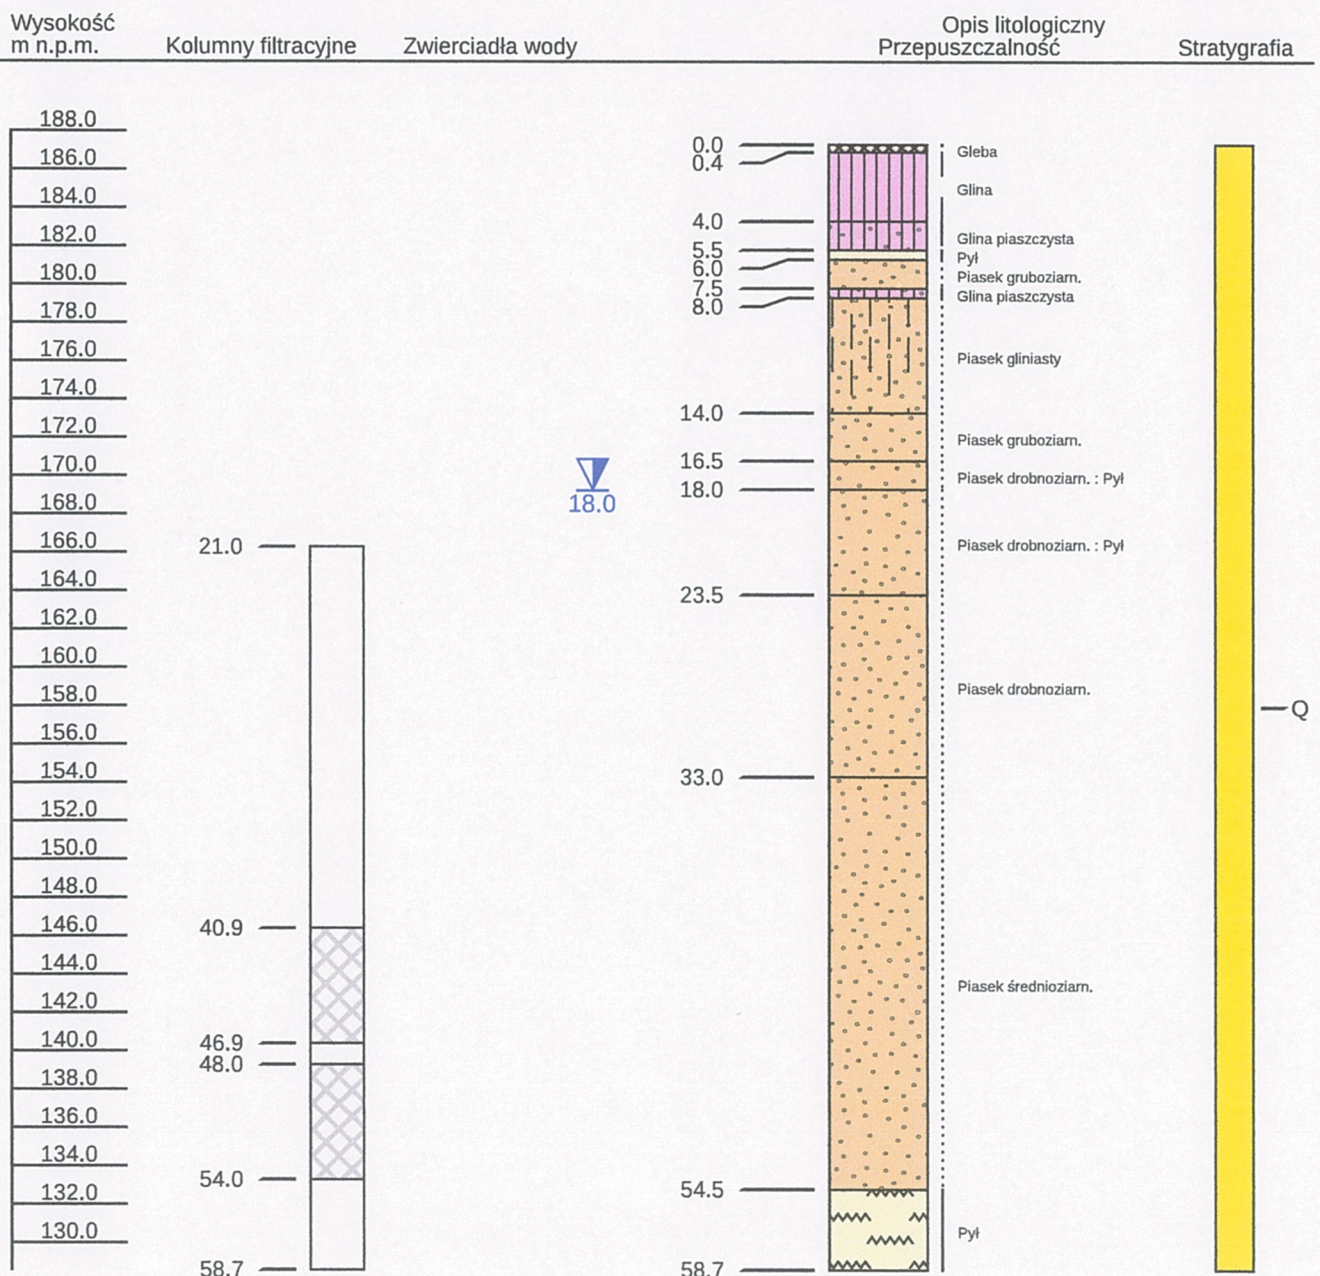 Wysokość
m n.p.m.
Kolumny filtracyjne
Zwierciadła wody
Opis litologiczny
Przepuszczalność
Stratygrafia
188.0
186.0
184.0
182.0
180.0
178.0
176.0
174.0
172.0
170.0
168.0
166.0
164.0
162.0
160.0
158.0
156.0
154.0
152.0
150.0
148.0
146.0
144.0
142.0
140.0
138.0
136.0
134.0
132.0
130.0
21.0
40.9
46.9
48.0
54.0
58.7
18.0
0.0
0.4
4.0
5.5
6.0
7.5
8.0
14.0
16.5
18.0
23.5
33.0
54.5
58.7
Gleba
Glina
Glina piaszczysta
Pył
Piasek gruboziarn.
Glina piaszczysta
Piasek gliniasty
Piasek gruboziarn.
Piasek drobnoziarn. : Pył
Piasek drobnoziarn. : Pył
Piasek drobnoziarn.
Piasek średnioziarn.
Pył
Q